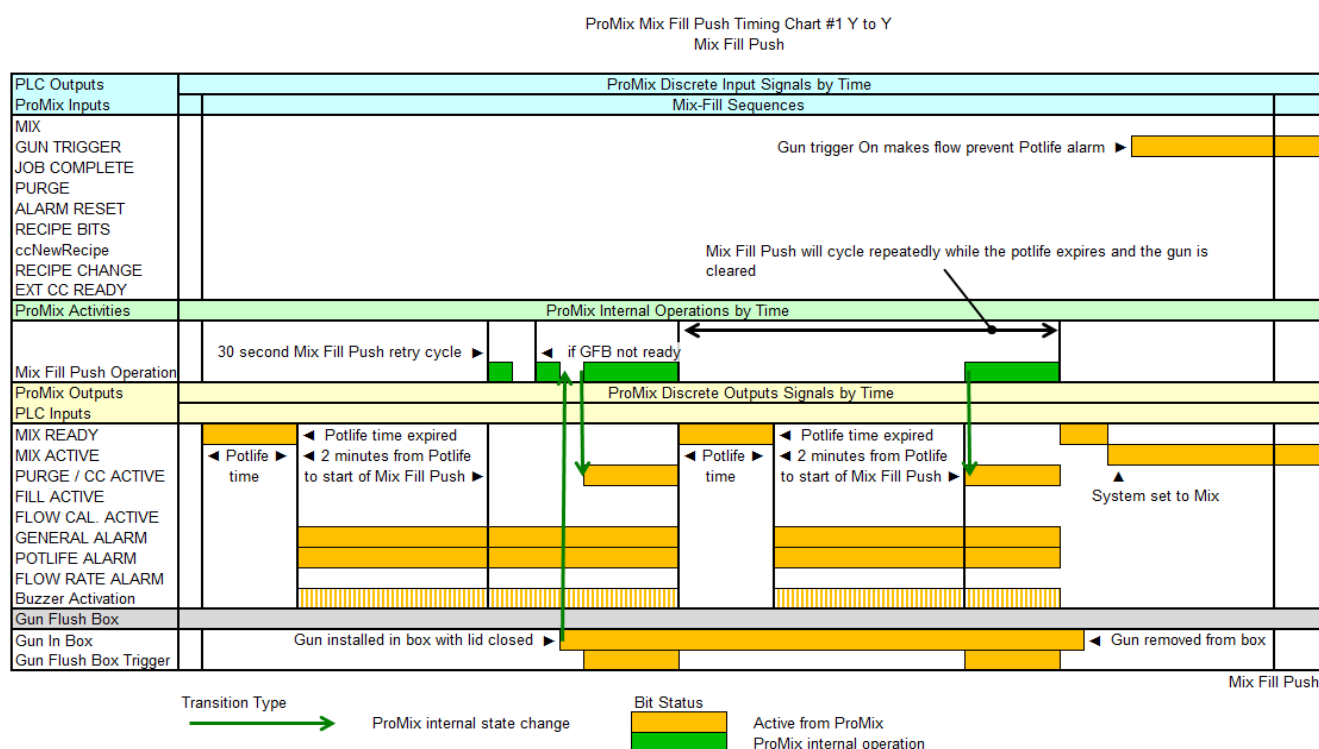 ProMix Mix Fill Push Timing Chart #1 Y to Y
Mix Fill Push
PLC Outputs
ProMix Discrete Input Signals by Time
ProMix Inputs
Mix-Fill Sequences
MIX
GUN TRIGGER
Gun trigger On makes flow prevent Potlife alarm ►
JOB COMPLETE
PURGE
ALARM RESET
RECIPE BITS
ccNewRecipe
RECIPE CHANGE
EXT CC READY
Mix Fill Push will cycle repeatedly while the potlife expires and the gun is
cleared
ProMix Activities
ProMix Internal Operations by Time
30 second Mix Fill Push retry cycle ►
◄ if GFB not ready
Mix Fill Push Operation
ProMix Outputs
ProMix Discrete Outputs Signals by Time
PLC Inputs
MIX READY
MIX ACTIVE
PURGE / CC ACTIVE
FILL ACTIVE
FLOW CAL. ACTIVE
GENERAL ALARM
POTLIFE ALARM
FLOW RATE ALARM
Buzzer Activation
◄ Potlife ►
time
◄ Potlife time expired
◄ 2 minutes from Potlife
to start of Mix Fill Push ►
◄ Potlife ►
time
◄ Potlife time expired
◄ 2 minutes from Potlife
to start of Mix Fill Push ►
▲
System set to Mix
Gun Flush Box
Gun In Box
Gun installed in box with lid closed ►
◄ Gun removed from box
Gun Flush Box Trigger
Mix Fill Push
Transition Type
ProMix internal state change
Bit Status
Active from ProMix
ProMix internal operation